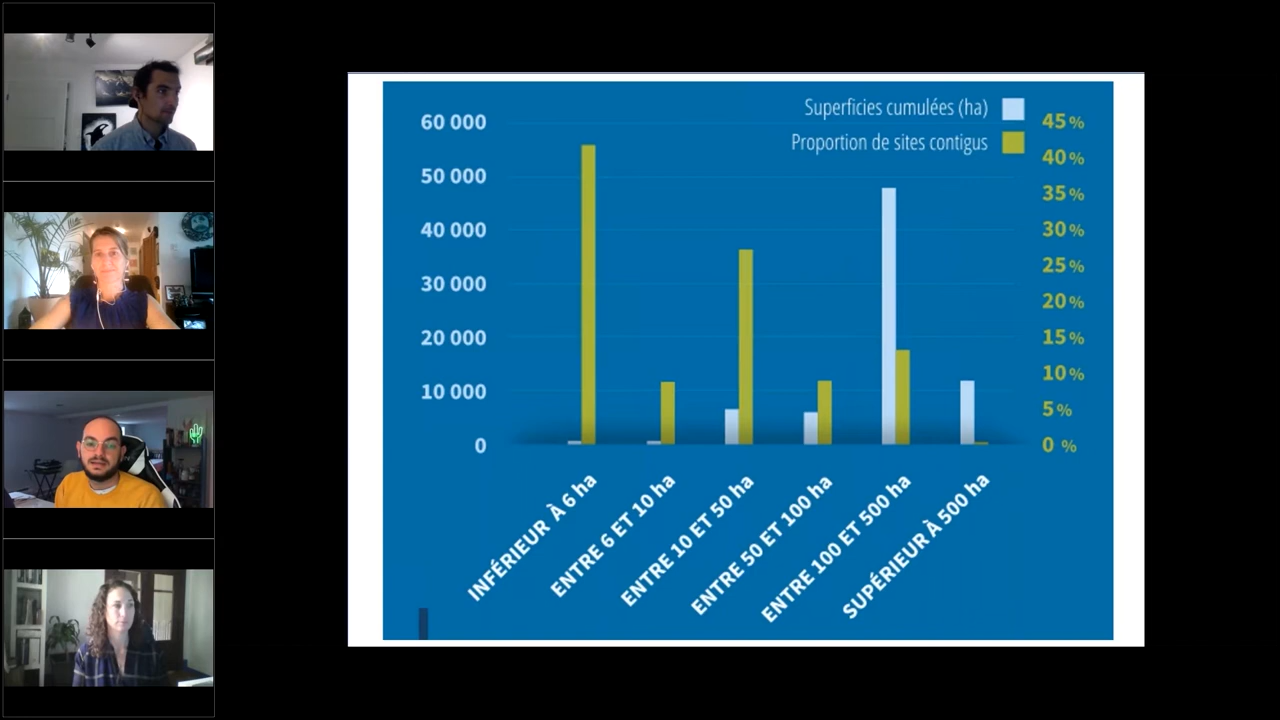 Superficies cumulées (ha)
Proportion de sites contigus
60 000
50 000
40 000
30 000
20 000
10 000
0
45 %
40 %
35 %
30 %
25 %
20 %
15 %
10 %
5 %
0 %
INFÉRIEUR À 6 ha
ENTRE 6 ET 10 ha
ENTRE 10 ET 50 ha
ENTRE 50 ET 100 ha
ENTRE 100 ET 500 ha
SUPÉRIEUR À 500 ha